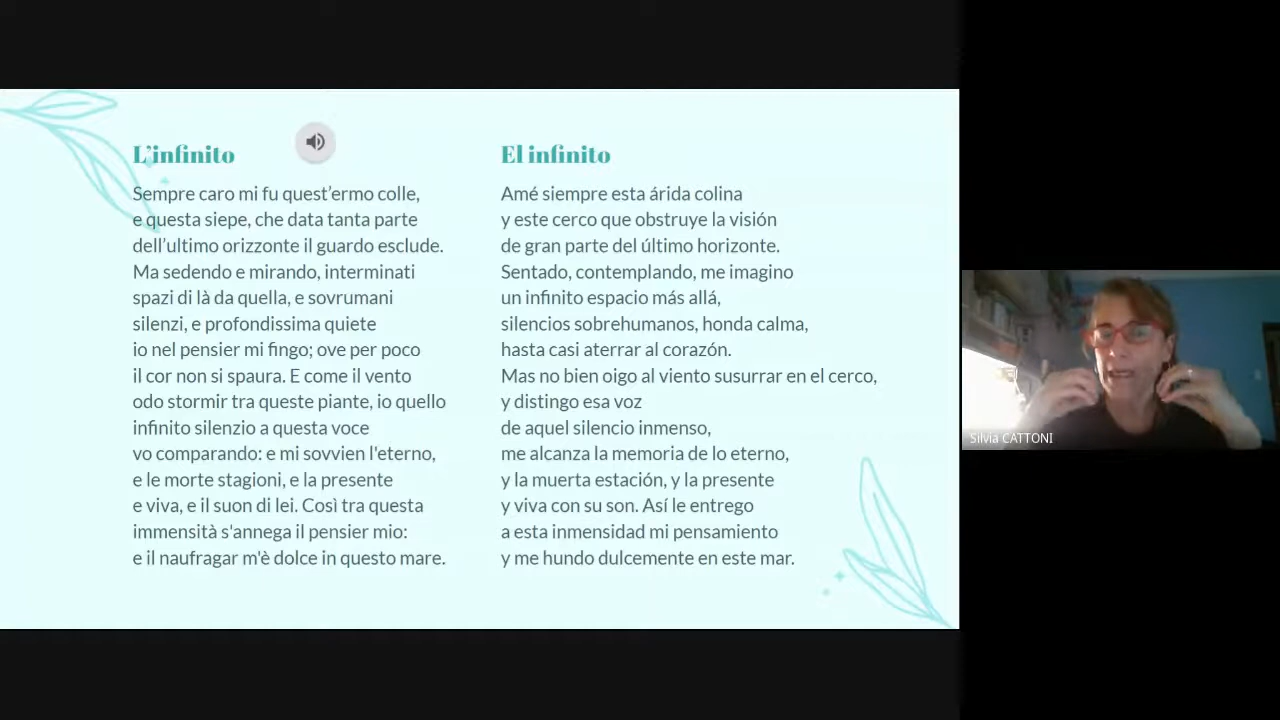 L'infinito
Sempre caro mi fu quest’ermo colle,
e questa siepe, che data tanta parte
dell’ultimo orizzonte il guardo esclude.
Ma sedendo e mirando, interminati
spazi di là da quella, e sovrumani
silenzi, e profondissima quiete
io nel pensier mi fingo; ove per poco
il cor non si spaura. E come il vento
odo stormir tra queste piante, io quello
infinito silenzio a questa voce
vo comparando: e mi sovvien l'eterno,
e le morte stagioni, e la presente
e viva, e il suon di lei. Così tra questa
immensità s'annega il pensier mio:
e il naufragar m'è dolce in questo mare.
El infinito
Amé siempre esta árida colina
y este cerco que obstruye la visión
de gran parte del último horizonte.
Sentado, contemplando, me imagino
un infinito espacio más allá,
silencios sobrehumanos, honda calma,
hasta casi aterrar al corazón.
Mas no bien oigo al viento susurrar en el cerco,
y distingo esa voz
de aquel silencio inmenso,
me alcanza la memoria de lo eterno,
y la muerta estación, y la presente
y viva con su son. Así le entrego
a esta inmensidad mi pensamiento
y me hundo dulcemente en este mar.
Silvia CATTONI